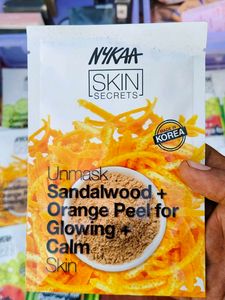 NYKAA
SKIN
SECRETS
KOREA
Unmask
Sandalwood +
Orange Peel for
Glowing +
Calm
Skin